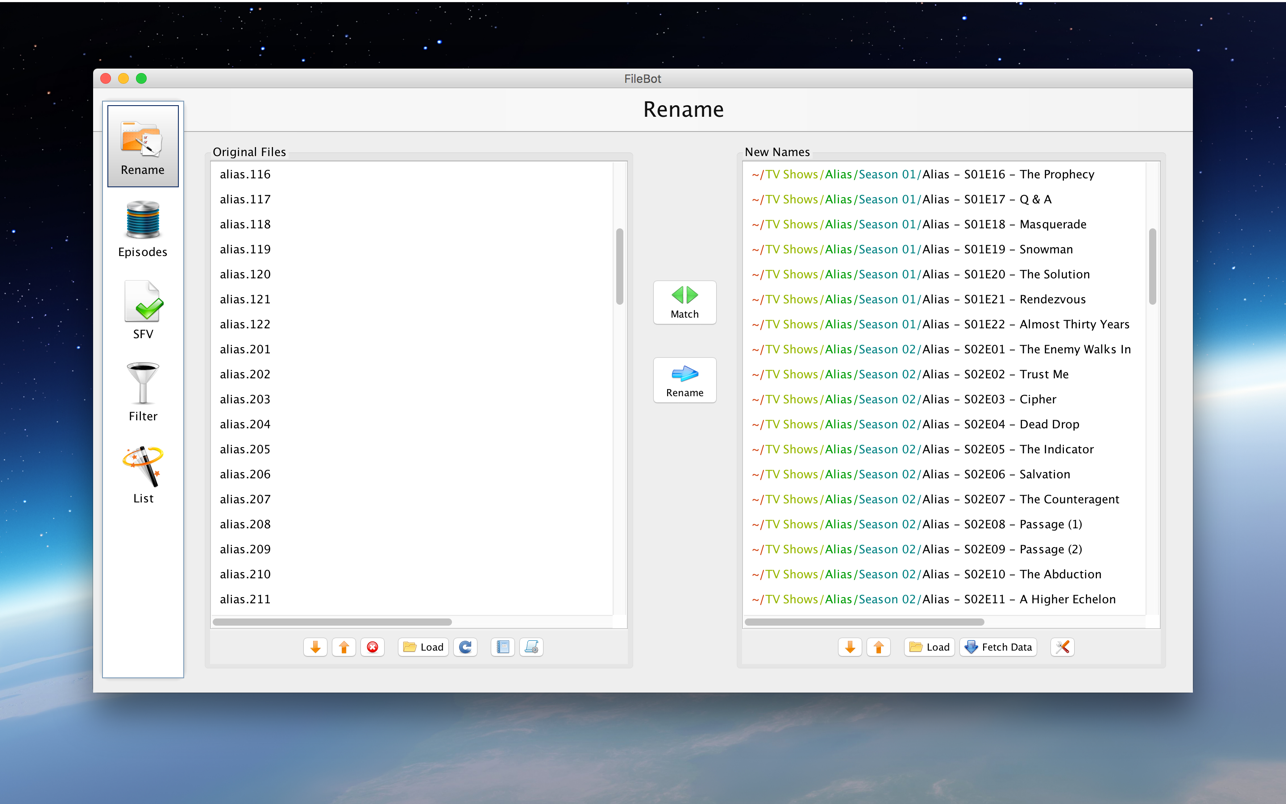 FileBot
Rename
Rename
Episodes
SFV
Filter
List
Original Files
alias.116
alias.117
alias.118
alias.119
alias.120
alias.121
alias.122
alias.201
alias.202
alias.203
alias.204
alias.205
alias.206
alias.207
alias.208
alias.209
alias.210
alias.211
Load
Match
Rename
New Names
~/TV Shows/Alias/Season 01/Alias - S01E16 - The Prophecy
~/TV Shows/Alias/Season 01/Alias - S01E17 - Q & A
~/TV Shows/Alias/Season 01/Alias - S01E18 - Masquerade
~/TV Shows/Alias/Season 01/Alias - S01E19 - Snowman
~/TV Shows/Alias/Season 01/Alias - S01E20 - The Solution
~/TV Shows/Alias/Season 01/Alias - S01E21 - Rendezvous
~/TV Shows/Alias/Season 01/Alias - S01E22 - Almost Thirty Years
~/TV Shows/Alias/Season 02/Alias - S02E01 - The Enemy Walks In
~/TV Shows/Alias/Season 02/Alias - S02E02 - Trust Me
~/TV Shows/Alias/Season 02/Alias - S02E03 - Cipher
~/TV Shows/Alias/Season 02/Alias - S02E04 - Dead Drop
~/TV Shows/Alias/Season 02/Alias - S02E05 - The Indicator
~/TV Shows/Alias/Season 02/Alias - S02E06 - Salvation
~/TV Shows/Alias/Season 02/Alias - S02E07 - The Counteragent
~/TV Shows/Alias/Season 02/Alias - S02E08 - Passage (1)
~/TV Shows/Alias/Season 02/Alias - S02E09 - Passage (2)
~/TV Shows/Alias/Season 02/Alias - S02E10 - The Abduction
~/TV Shows/Alias/Season 02/Alias - S02E11 - A Higher Echelon
Load
Fetch Data